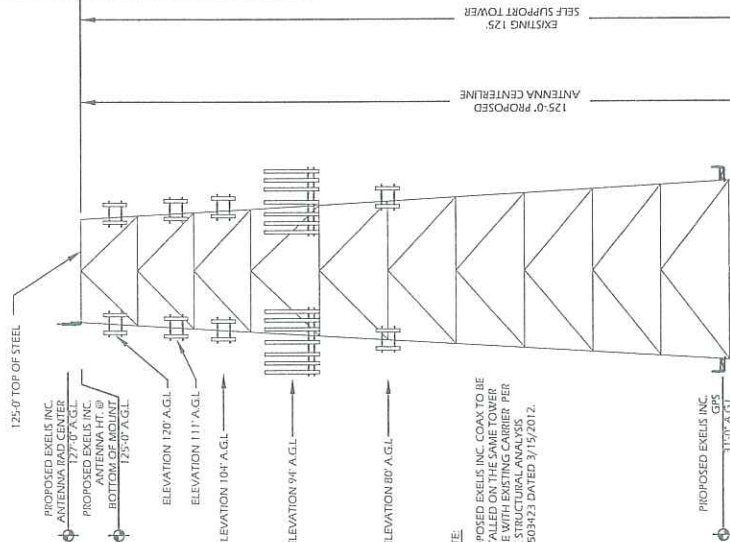 125'-0" TOP OF STEEL
PROPOSED EXELIS INC.
ANTENNA RAD CENTER
127'-0" A.G.L.
PROPOSED EXELIS INC.
ANTENNA HT. @
BOTTOM OF MOUNT
125'-0" A.G.L.
ELEVATION 120' A.G.L
ELEVATION 111' A.G.L
ELEVATION 104' A.G.L
ELEVATION 94' A.G.L
ELEVATION 80' A.G.L
EXISTING 125'
SELF SUPPORT TOWER
125'-0" PROPOSED
ANTENNA CENTERLINE
TE:
POSED EXELIS INC. COAX TO BE
ALLED ON THE SAME TOWER
E WITH EXISTING CARRIER PER
STRUCTURAL ANALYSIS
503423 DATED 3/15/2012.
PROPOSED EXELIS INC.
GPS